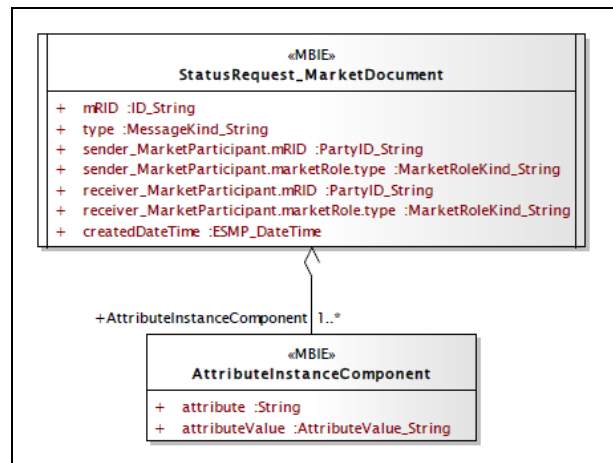 «MBIE»
StatusRequest_MarketDocument
+ mRID :ID_String
+ type :MessageKind_String
+ sender_MarketParticipant.mRID :PartyID_String
+ sender_MarketParticipant.marketRole.type :MarketRoleKind_String
+ receiver_MarketParticipant.mRID :PartyID_String
+ receiver_MarketParticipant.marketRole.type :MarketRoleKind_String
+ createdDateTime :ESMP_DateTime
+AttributeInstanceComponent 1..*
«MBIE»
AttributeInstanceComponent
+ attribute :String
+ attributeValue :AttributeValue_String